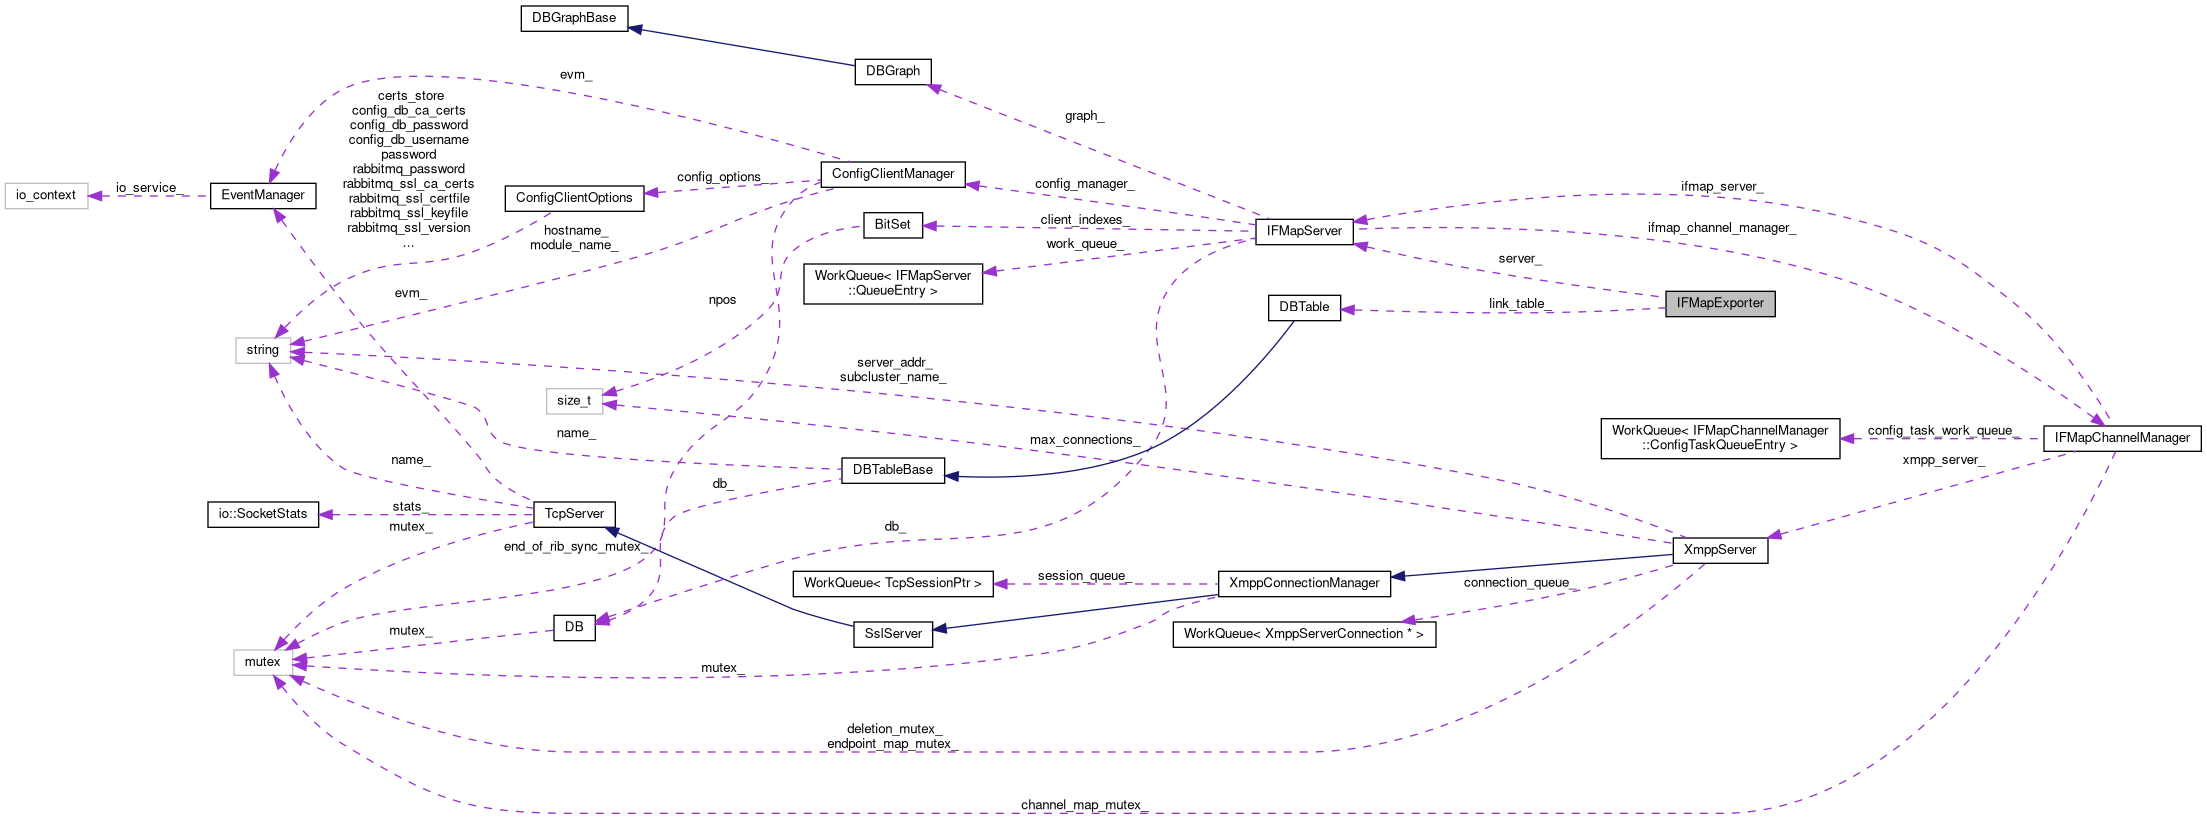 DBGraphBase
DBGraph
evm_
graph_
certs_store
config_db_ca_certs
config_db_password
config_db_username
password
rabbitmq_password
rabbitmq_ssl_ca_certs
rabbitmq_ssl_certfile
rabbitmq_ssl_keyfile
rabbitmq_ssl_version
...
io_context
io_service_
EventManager
ConfigClientOptions
config_options_
ConfigClientManager
config_manager_
ifmap_server_
BitSet
client_indexes_
IFMapServer
ifmap_channel_manager_
hostname_
module_name_
work_queue_
WorkQueue< IFMapServer
::QueueEntry >
server_
evm_
npos
DBTable
link_table_
IFMapExporter
string
server_addr_
subcluster_name_
size_t
name_
max_connections_
WorkQueue< IFMapChannelManager
::ConfigTaskQueueEntry >
config_task_work_queue_
IFMapChannelManager
name_
DBTableBase
xmpp_server_
db_
io::SocketStats
stats_
TcpServer
mutex_
end_of_rib_sync_mutex_
db_
XmppServer
WorkQueue< TcpSessionPtr >
session_queue_
XmppConnectionManager
connection_queue_
mutex_
DB
SslServer
WorkQueue< XmppServerConnection * >
mutex
mutex_
deletion_mutex_
endpoint_map_mutex_
channel_map_mutex_